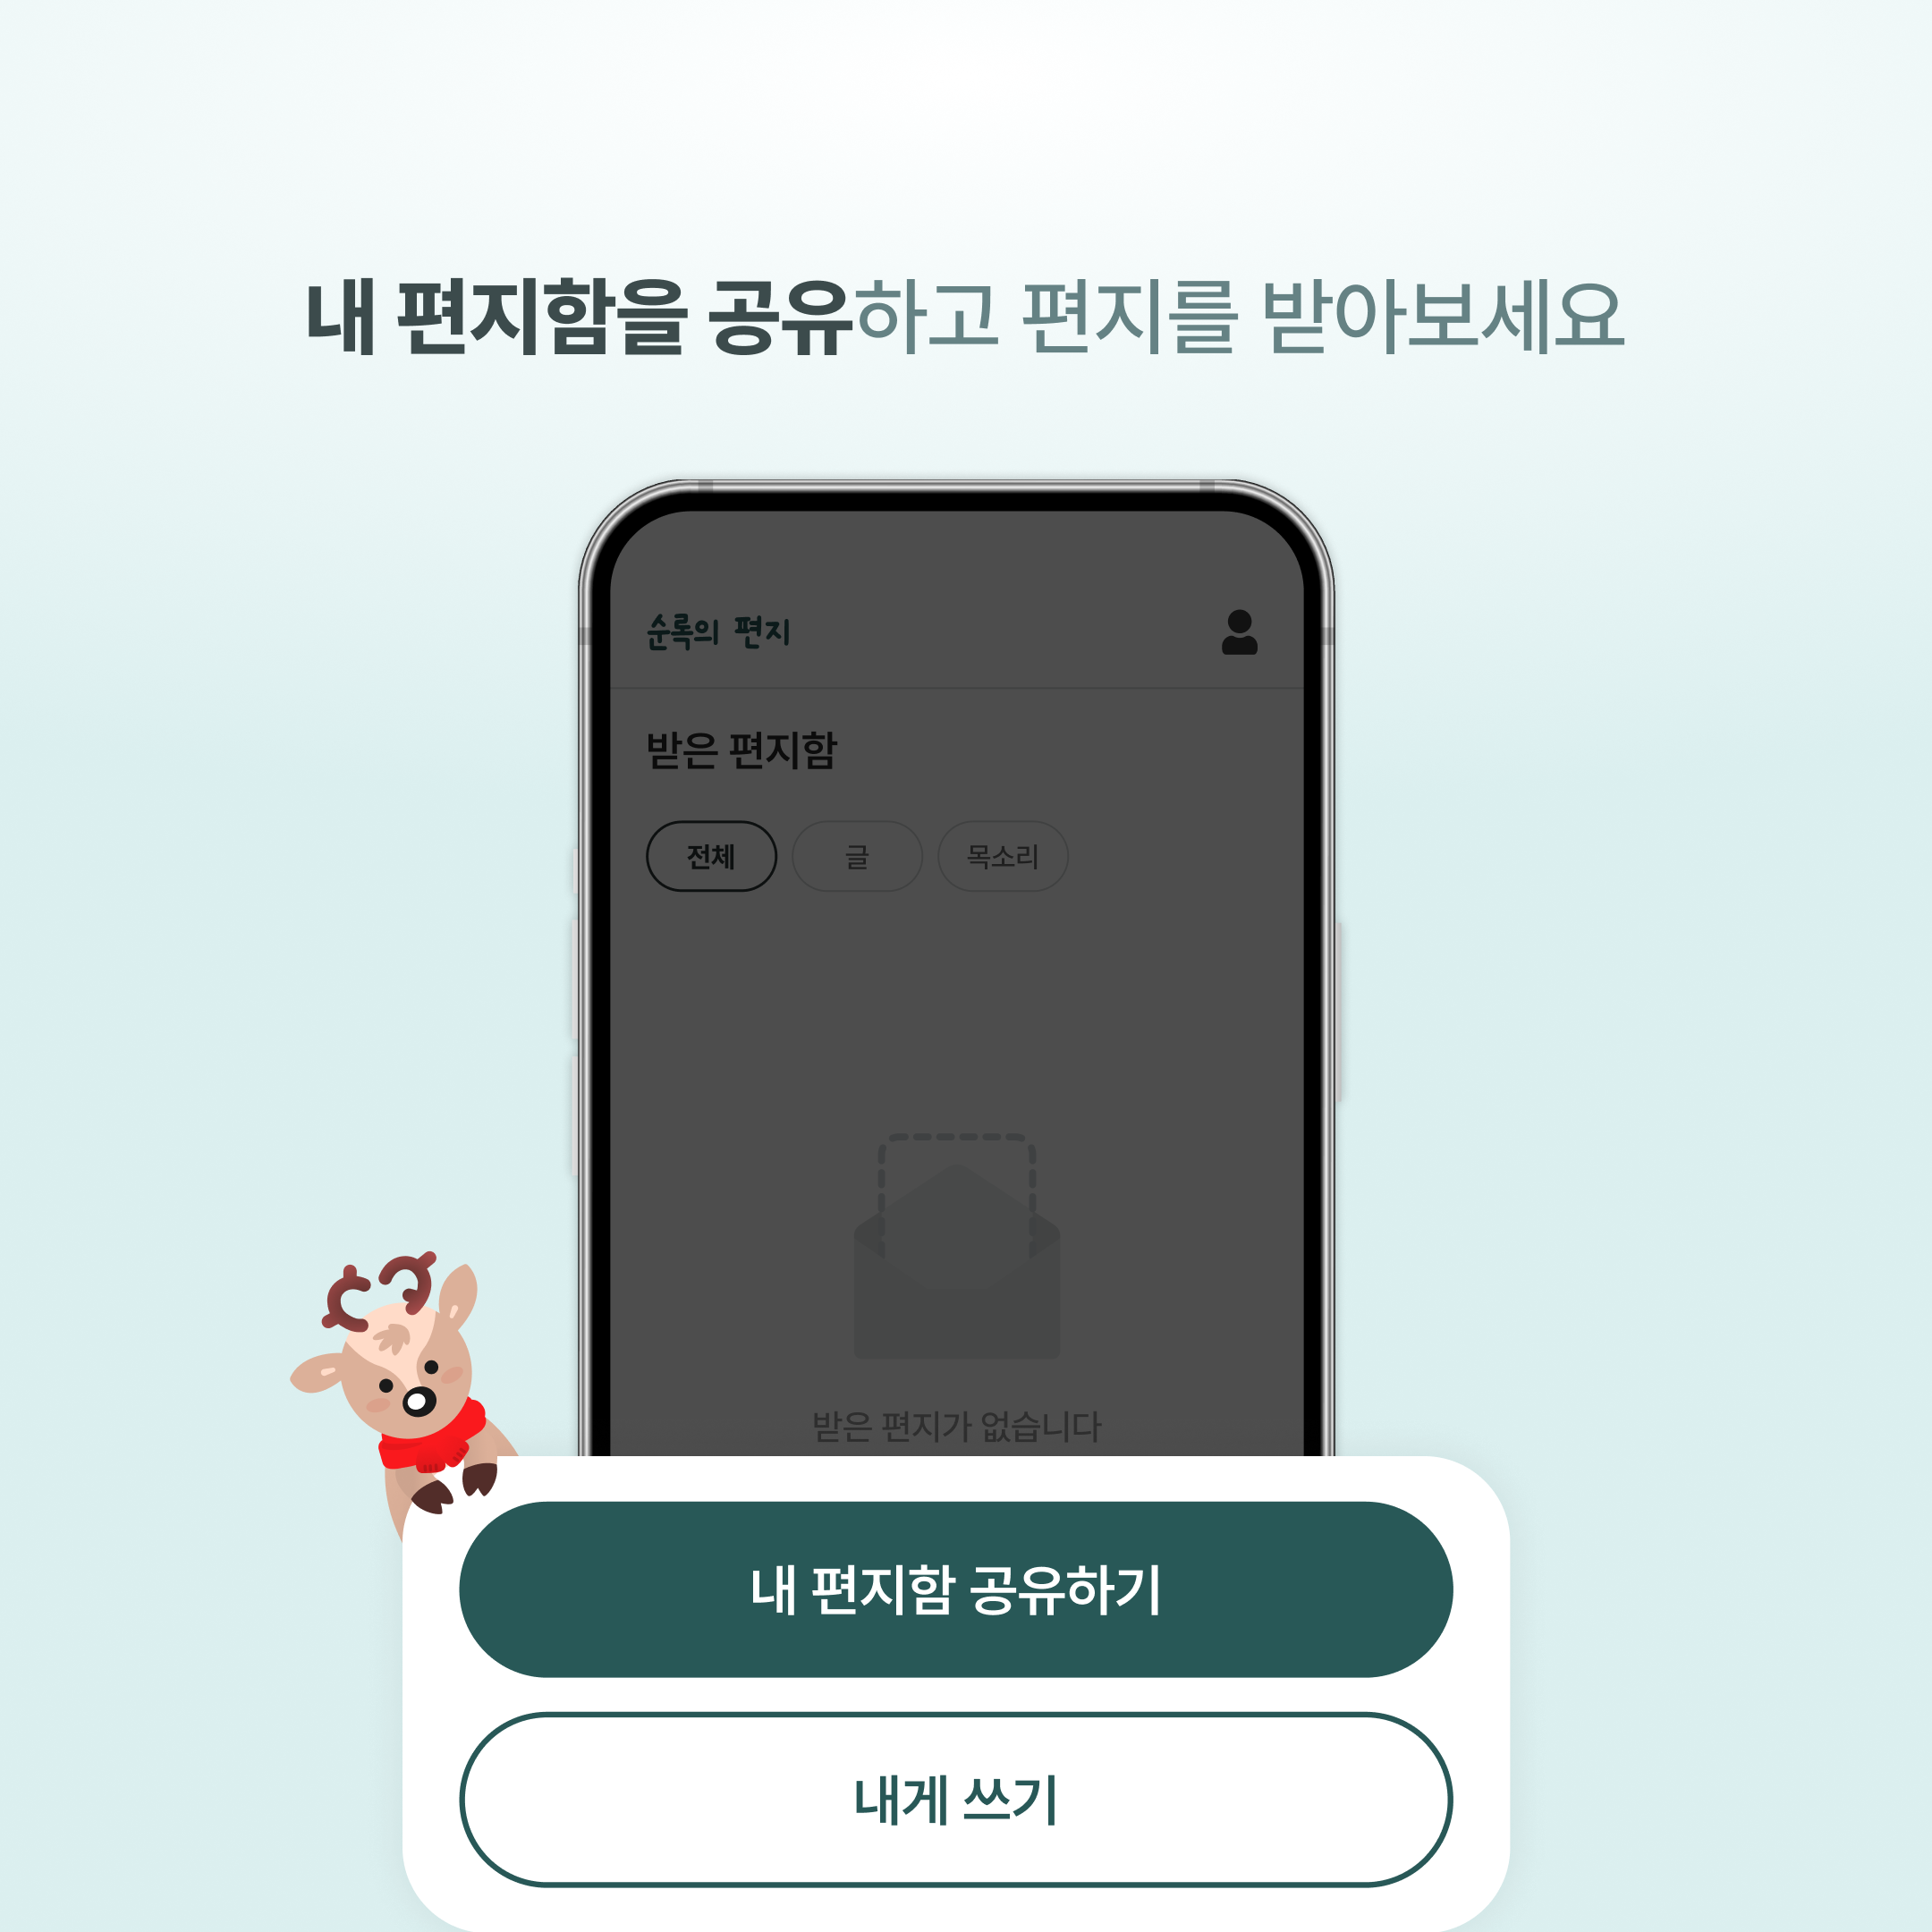 내 편지함을 공유하고 편지를 받아보세요
순록의 편지
받은 편지함
전체 글 목소리
받은 편지가 없습니다
내 편지함 공유하기
내게 쓰기